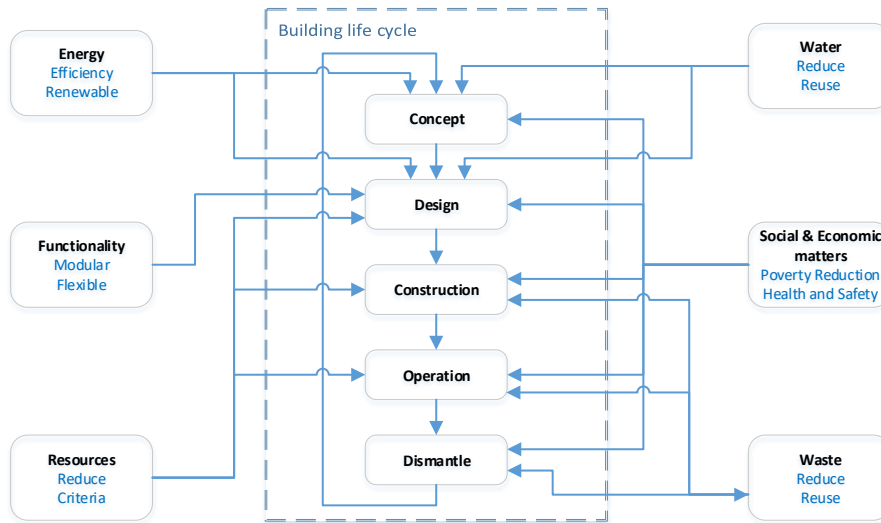 Building life cycle
Energy
Efficiency
Renewable
Water
Reduce
Reuse
Concept
Design
Functionality
Modular
Flexible
Social & Economic
matters
Poverty Reduction
Health and Safety
Construction
Operation
Resources
Reduce
Criteria
Dismantle
Waste
Reduce
Reuse